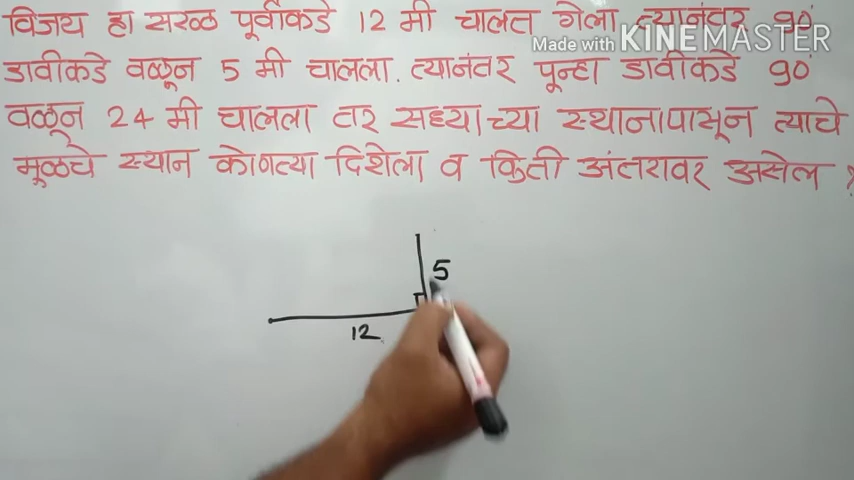 विजय हा सरळ पूर्वीकडे 12 मी चालत गेला त्यानंतर 90°
Made with KINEMASTER
डावीकडे वळून 5 मी चालला. त्यानंतर पून्हा डावीकडे 90°
वळून 24 मी चालला तर सध्याच्या स्थानापासून त्याचे
मूळचे स्थान कोणत्या दिशेला व किती अंतरावर असेल ?
5
12